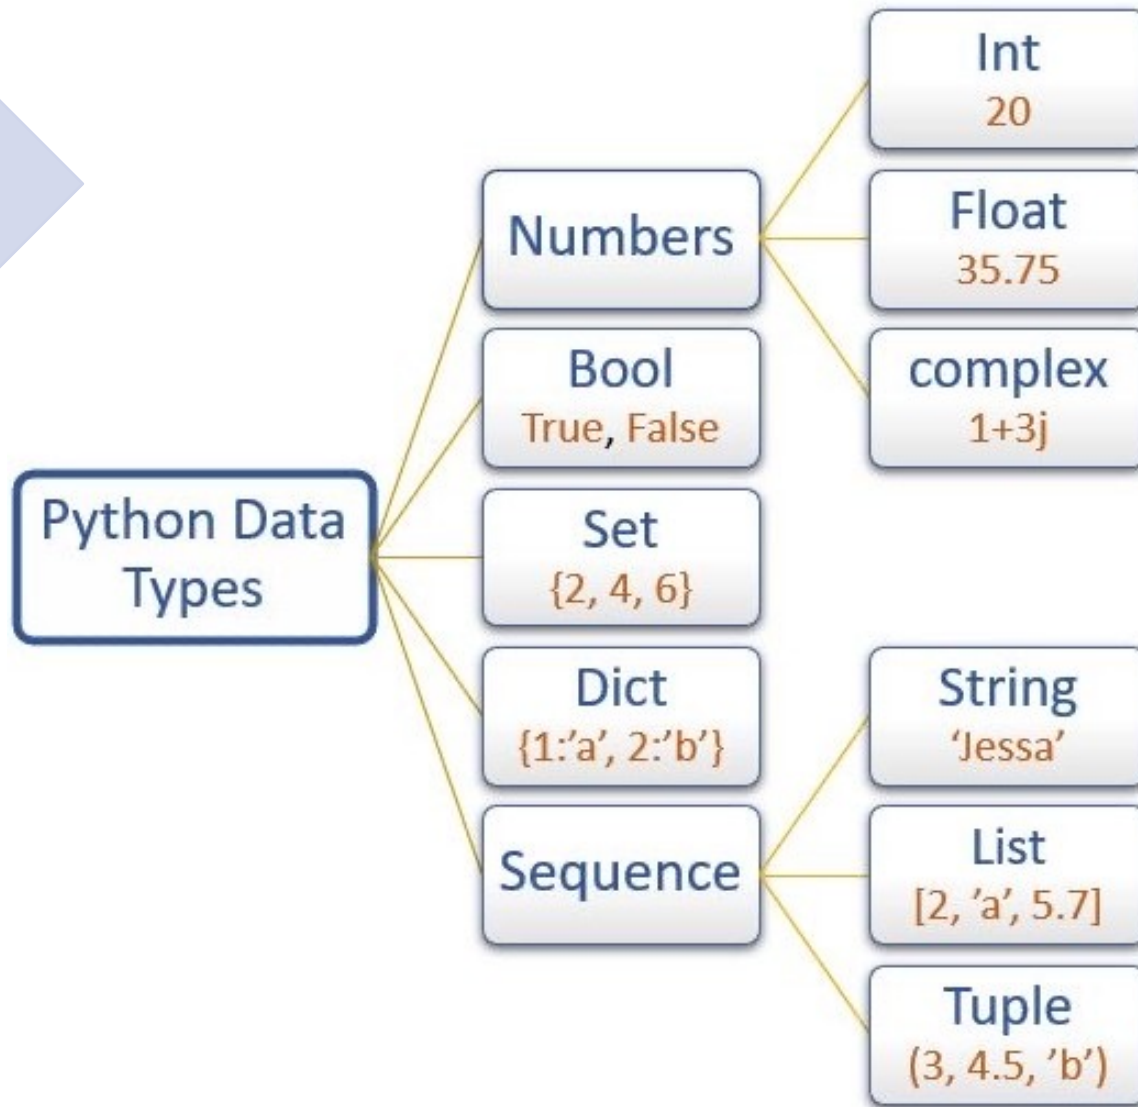 Python Data
Types
Numbers
Int
20
Float
35.75
complex
1+3j
Bool
True, False
Set
{2, 4, 6}
Dict
{1:’a’, 2:’b’}
Sequence
String
‘Jessa’
List
[2, ’a’, 5.7]
Tuple
(3, 4.5, ’b’)